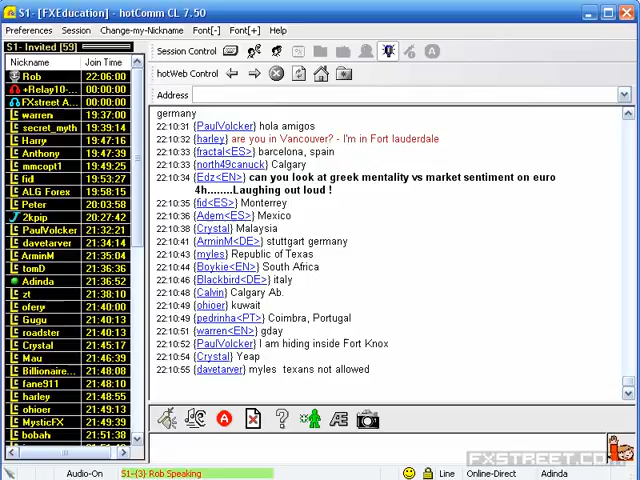 S1- [FXEducation] - hotComm CL 7.50
Preferences Session Change-my-Nickname Font[-] Font[+] Help
S1- Invited [59]
Nickname Join Time
Rob 22:06:00
+Relay10-... 00:00:00
FXstreet A... 00:00:00
warren 19:37:00
secret_myth 19:39:14
Harry 19:47:16
Anthony 19:47:35
mmcopt1 19:49:25
fid 19:53:27
ALG Forex 19:58:15
Peter 20:03:58
2kpip 20:27:42
PaulVolcker 21:32:21
davetarver 21:34:14
ArminM 21:35:04
tomD 21:36:36
Adinda 21:36:52
zt 21:38:10
ofery 21:40:00
Gugu 21:40:13
roadster 21:40:13
Crystal 21:45:17
Mau 21:46:39
Billionaire... 21:48:08
fane911 21:48:10
harley 21:48:55
ohioer 21:49:13
MysticFX 21:50:31
bobah 21:51:38
Session Control
hotWeb Control
Address
germany
22:10:31 {PaulVolcker} hola amigos
22:10:32 {harley} are you in Vancouver? - I'm in Fort lauderdale
22:10:33 {fractal<ES>} barcelona, spain
22:10:33 {north49canuck} Calgary
22:10:34 {Edz<EN>} can you look at greek mentality vs market sentiment on euro
4h........Laughing out loud !
22:10:35 {fid<ES>} Monterrey
22:10:36 {Adem<ES>} Mexico
22:10:38 {Crystal} Malaysia
22:10:41 {ArminM<DE>} stuttgart germany
22:10:43 {myles} Republic of Texas
22:10:44 {Boykie<EN>} South Africa
22:10:46 {Blackbird<DE>} italy
22:10:48 {Calvin} Calgary Ab.
22:10:48 {ohioer} kuwait
22:10:49 {pedrinha<PT>} Coimbra, Portugal
22:10:51 {warren<EN>} gday
22:10:52 {PaulVolcker} I am hiding inside Fort Knox
22:10:54 {Crystal} Yeap
22:10:55 {davetarver} myles texans not allowed
FXSTREET.COM
Audio-On S1-{3} Rob Speaking Line Online-Direct Adinda